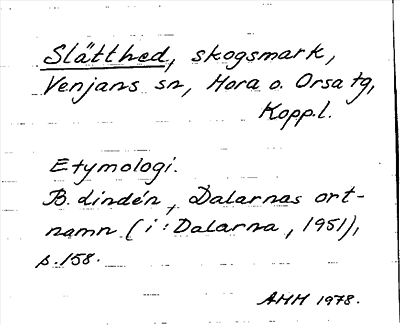 Slätthed, skogsmark,
Venjans sn, Mora o. Orsa tg,
Kopp.l.
Etymologi.
B. Lindén, Dalarnas ort-
namn (i: Dalarna, 1951),
s. 158.
AHH 1978.